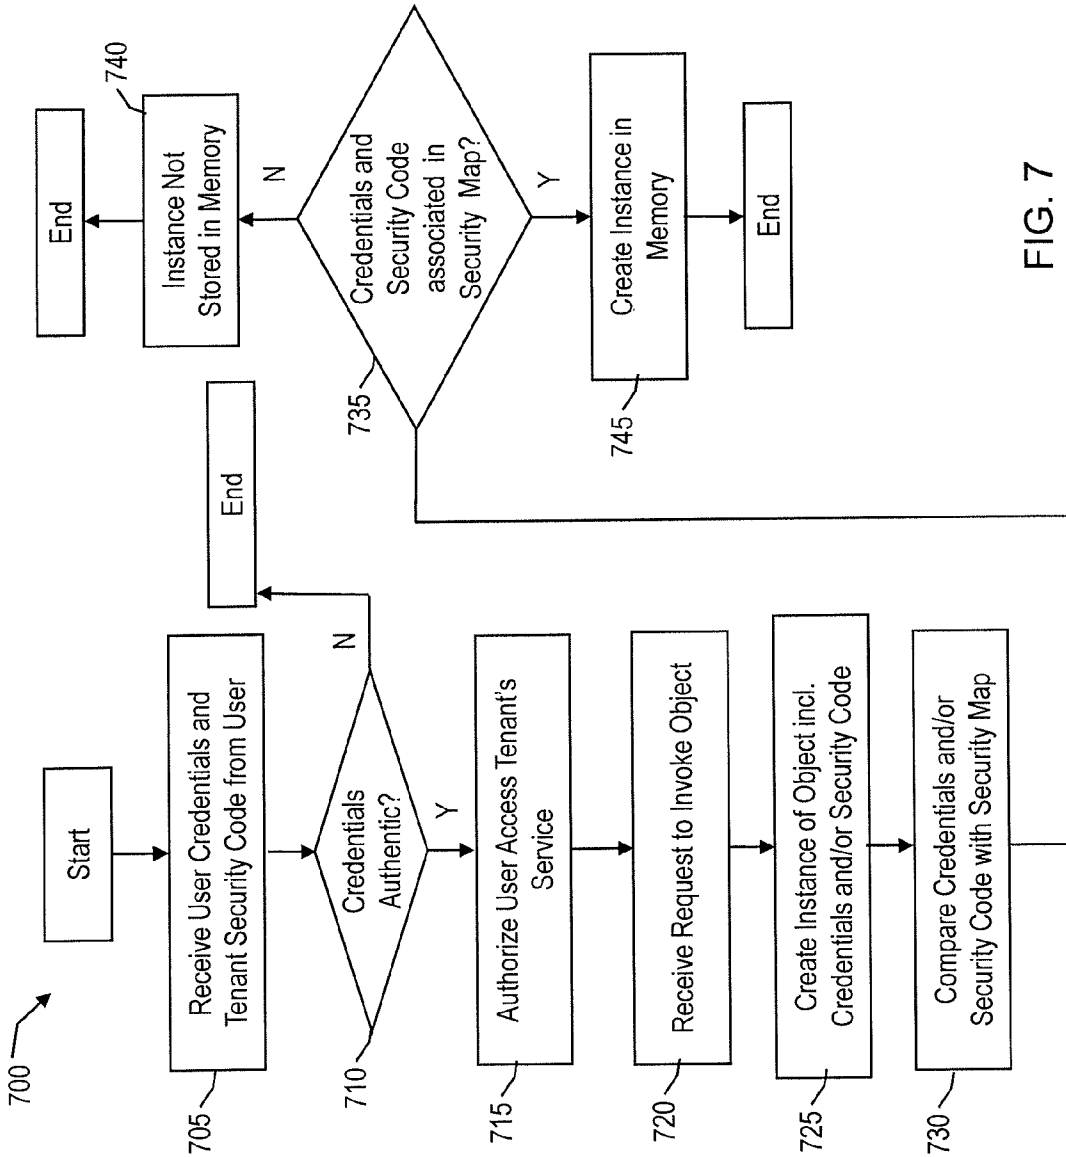 700
Start
705
Receive User Credentials and
Tenant Security Code from User
710
Credentials
Authentic?
N
End
Y
715
Authorize User Access Tenant's
Service
720
Receive Request to Invoke Object
725
Create Instance of Object incl.
Credentials and/or Security Code
730
Compare Credentials and/or
Security Code with Security Map
735
Credentials and
Security Code
associated in
Security Map?
N
740
Instance Not
Stored in Memory
End
Y
745
Create Instance in
Memory
End
FIG. 7